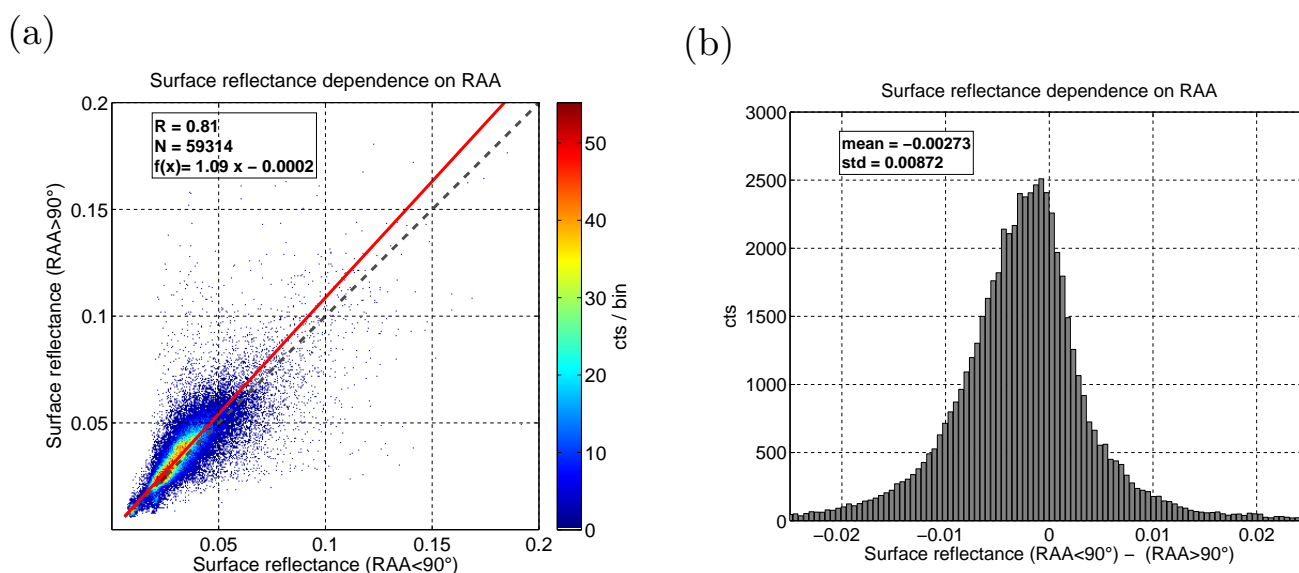 (a)
Surface reflectance dependence on RAA
R = 0.81
N = 59314
f(x)= 1.09 x − 0.0002
Surface reflectance (RAA>90°)
0.2
0.15
0.1
0.05
0.05 0.1 0.15 0.2
Surface reflectance (RAA<90°)
50
40
30
20
10
0
cts / bin
(b)
Surface reflectance dependence on RAA
mean = −0.00273
std = 0.00872
cts
3000
2500
2000
1500
1000
500
0
−0.02 −0.01 0 0.01 0.02
Surface reflectance (RAA<90°) − (RAA>90°)